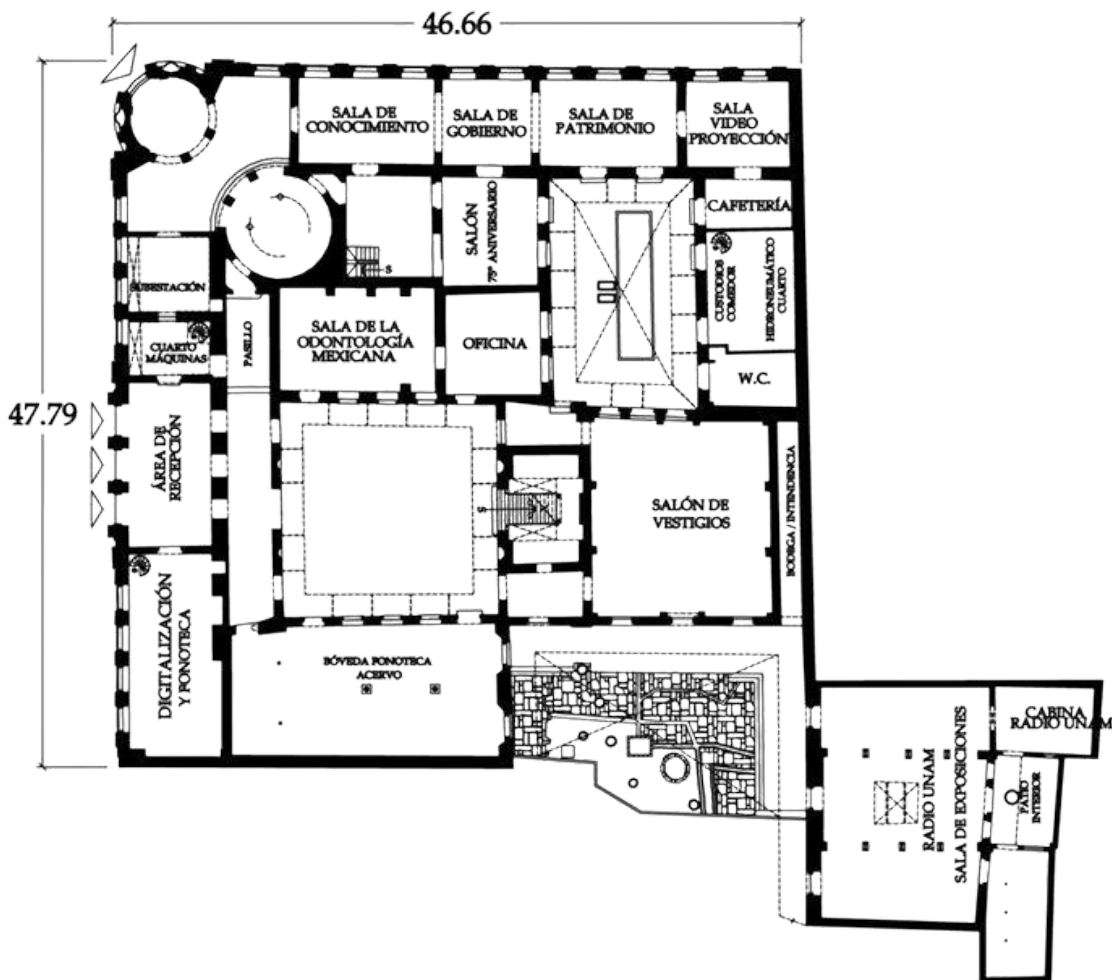 46.66
47.79
SALA DE
CONOCIMIENTO
SALA DE
GOBIERNO
SALA DE
PATRIMONIO
SALA
VIDEO
PROYECCIÓN
SALÓN
75º ANIVERSARIO
CAFETERÍA
CUSTODIOS
COMEDOR
HIDRONEUMÁTICO
CUARTO
W.C.
SUBESTACIÓN
CUARTO
MÁQUINAS
PASILLO
SALA DE LA
ODONTOLOGÍA
MEXICANA
OFICINA
S
ÁREA DE
RECEPCIÓN
S
SALÓN DE
VESTIGIOS
BODEGA / INTENDENCIA
DIGITALIZACIÓN
Y FONOTECA
BÓVEDA FONOTECA
ACERVO
RADIO UNAM
SALA DE EXPOSICIONES
CABINA
RADIO UNAM
PATIO
INTERIOR